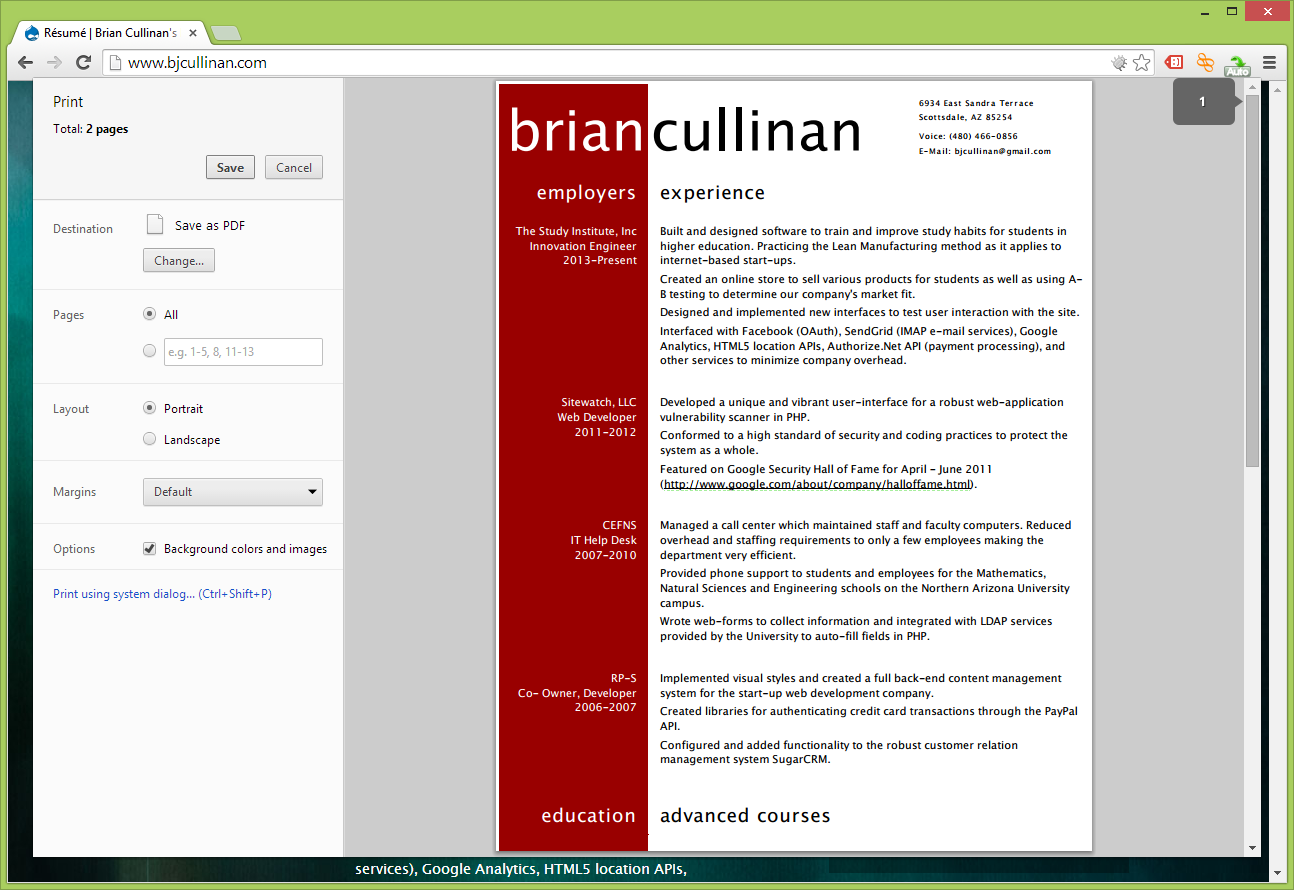 Résumé | Brian Cullinan's
www.bjcullinan.com
Auto
Print
Total: 2 pages
Save
Cancel
Destination
Save as PDF
Change...
Pages
All
e.g. 1-5, 8, 11-13
Layout
Portrait
Landscape
Margins
Default
Options
Background colors and images
Print using system dialog... (Ctrl+Shift+P)
1
brian cullinan
6934 East Sandra Terrace
Scottsdale, AZ 85254
Voice: (480) 466-0856
E-Mail: bjcullinan@gmail.com
employers
experience
The Study Institute, Inc
Innovation Engineer
2013-Present
Built and designed software to train and improve study habits for students in
higher education. Practicing the Lean Manufacturing method as it applies to
internet-based start-ups.
Created an online store to sell various products for students as well as using A-
B testing to determine our company's market fit.
Designed and implemented new interfaces to test user interaction with the site.
Interfaced with Facebook (OAuth), SendGrid (IMAP e-mail services), Google
Analytics, HTML5 location APIs, Authorize.Net API (payment processing), and
other services to minimize company overhead.
Sitewatch, LLC
Web Developer
2011-2012
Developed a unique and vibrant user-interface for a robust web-application
vulnerability scanner in PHP.
Conformed to a high standard of security and coding practices to protect the
system as a whole.
Featured on Google Security Hall of Fame for April - June 2011
(http://www.google.com/about/company/halloffame.html).
CEFNS
IT Help Desk
2007-2010
Managed a call center which maintained staff and faculty computers. Reduced
overhead and staffing requirements to only a few employees making the
department very efficient.
Provided phone support to students and employees for the Mathematics,
Natural Sciences and Engineering schools on the Northern Arizona University
campus.
Wrote web-forms to collect information and integrated with LDAP services
provided by the University to auto-fill fields in PHP.
RP-S
Co- Owner, Developer
2006-2007
Implemented visual styles and created a full back-end content management
system for the start-up web development company.
Created libraries for authenticating credit card transactions through the PayPal
API.
Configured and added functionality to the robust customer relation
management system SugarCRM.
education
advanced courses
services), Google Analytics, HTML5 location APIs,